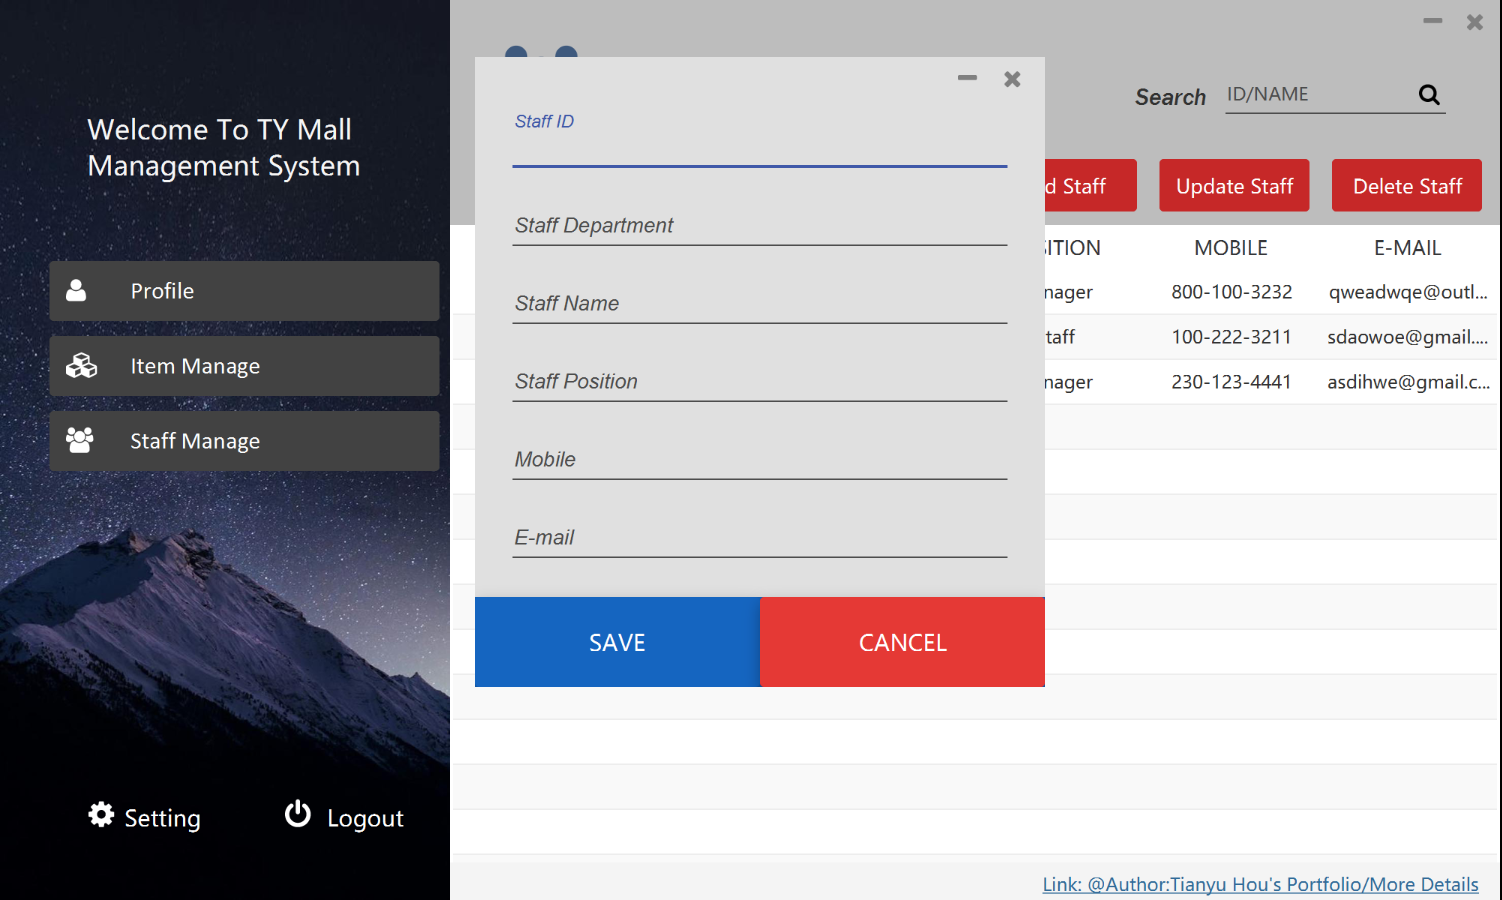 Welcome To TY Mall
Management System
Profile
Item Manage
Staff Manage
Setting
Logout
Search ID/NAME
d Staff
Update Staff
Delete Staff
SITION MOBILE E-MAIL
nager 800-100-3232 qweadwqe@outl...
taff 100-222-3211 sdaowoe@gmail....
nager 230-123-4441 asdihwe@gmail.c...
Staff ID
Staff Department
Staff Name
Staff Position
Mobile
E-mail
SAVE
CANCEL
Link: @Author:Tianyu Hou's Portfolio/More Details